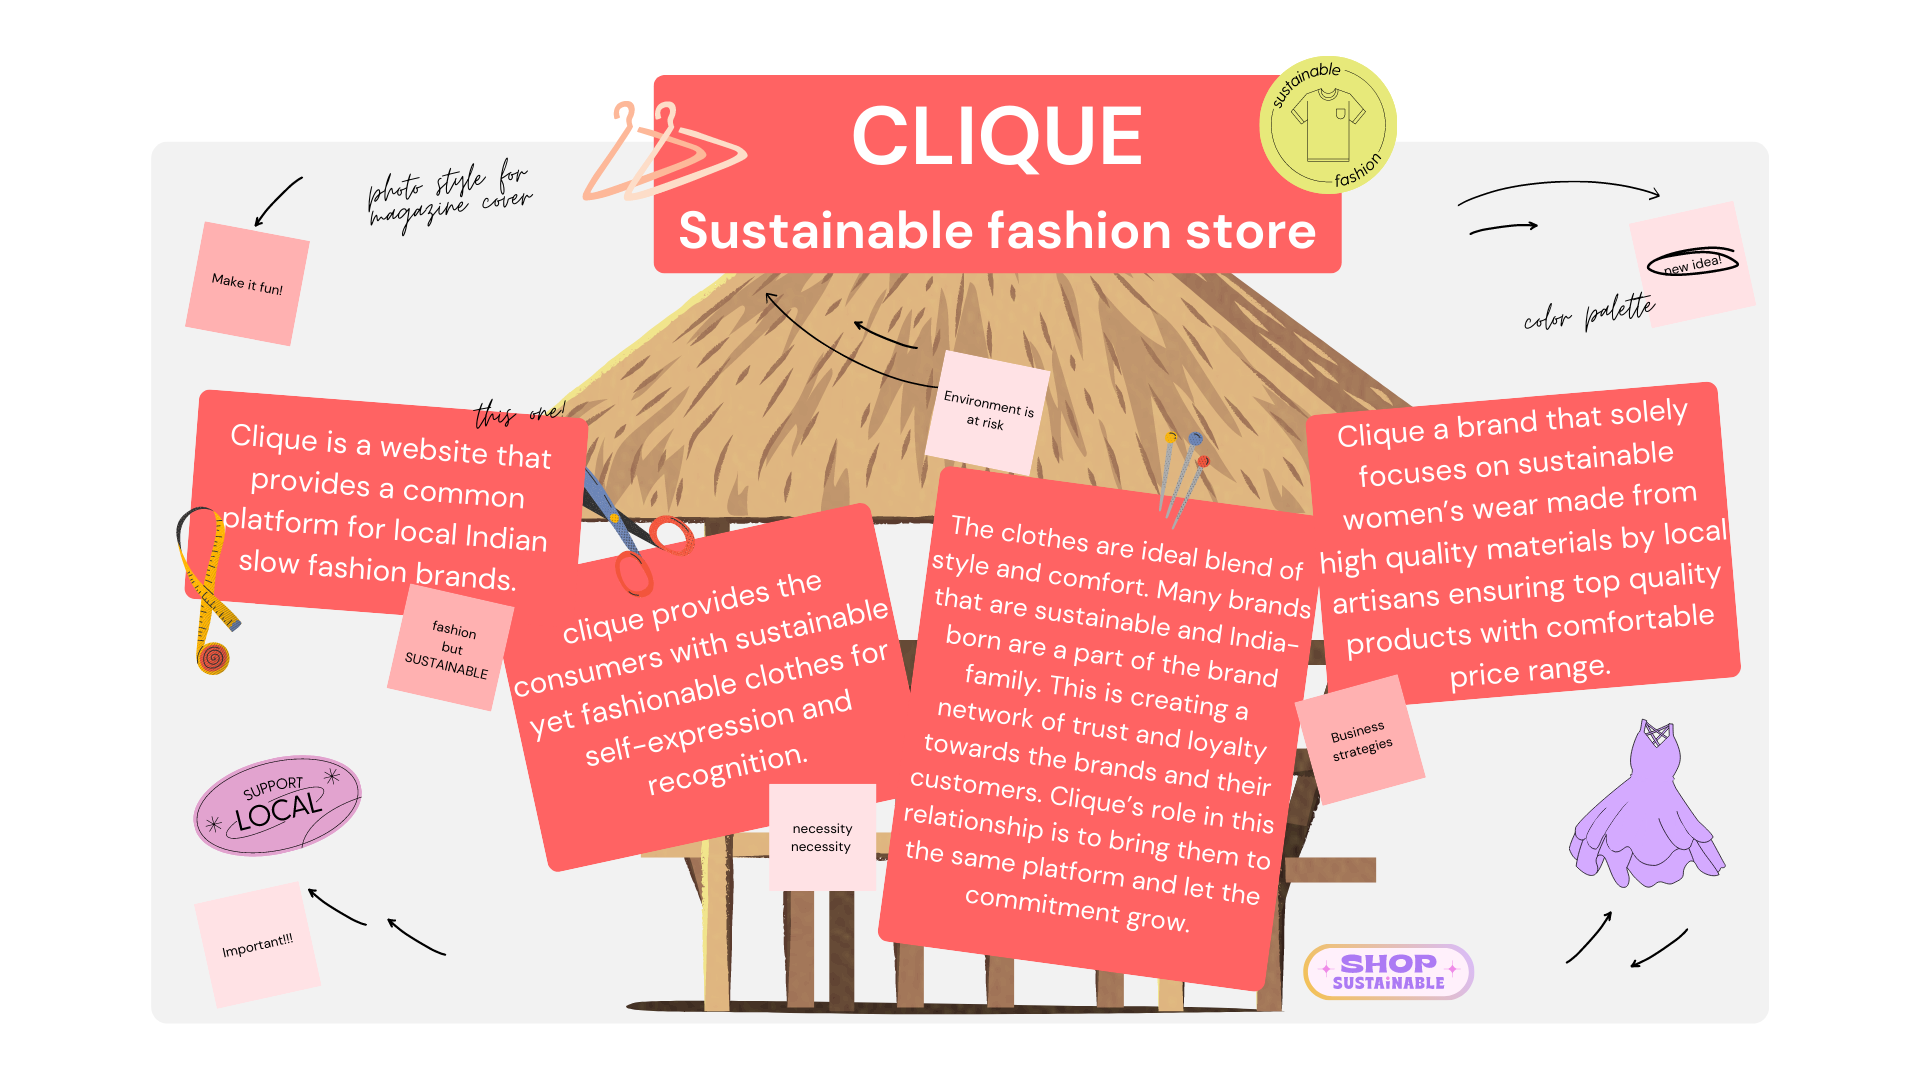 CLIQUE
Sustainable fashion store
sustainable
fashion
photo style for
magazine cover
Make it fun!
new idea!
color palette
Environment is
at risk
this one!
Clique is a website that
provides a common
platform for local Indian
slow fashion brands.
fashion
but
SUSTAINABLE
clique provides the
consumers with sustainable
yet fashionable clothes for
self-expression and
recognition.
necessity
necessity
The clothes are ideal blend of
style and comfort. Many brands
that are sustainable and India-
born are a part of the brand
family. This is creating a
network of trust and loyalty
towards the brands and their
customers. Clique’s role in this
relationship is to bring them to
the same platform and let the
commitment grow.
Clique a brand that solely
focuses on sustainable
women’s wear made from
high quality materials by local
artisans ensuring top quality
products with comfortable
price range.
Business
strategies
SUPPORT
LOCAL
Important!!!
SHOP
SUSTAiNABLE